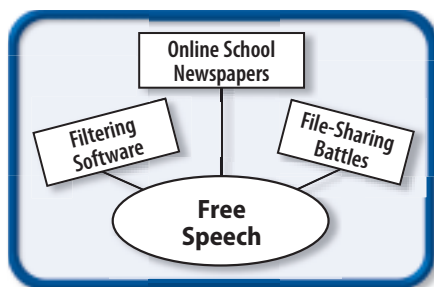 Online School
Newspapers
Filtering
Software
File-Sharing
Battles
Free
Speech